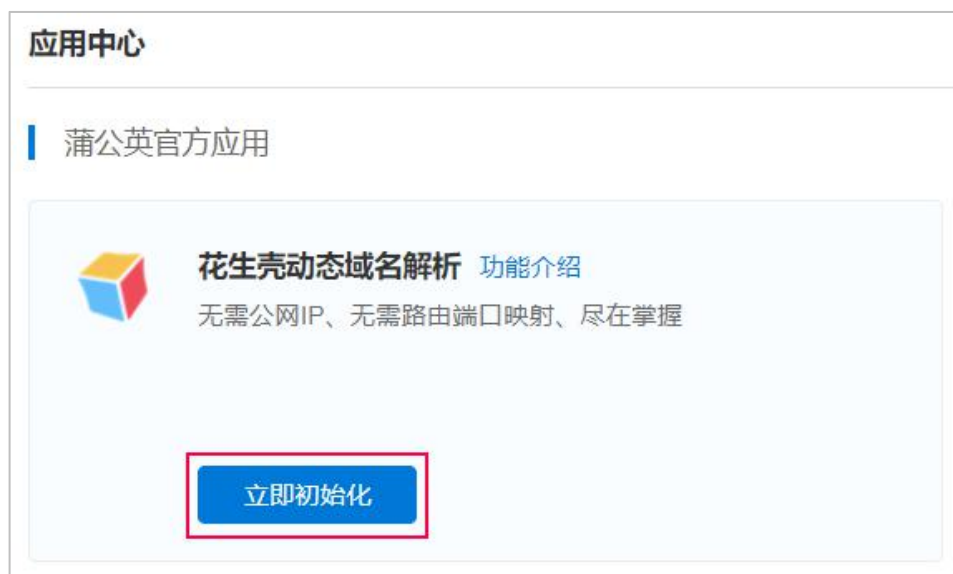 应用中心
蒲公英官方应用
花生壳动态域名解析 功能介绍
无需公网IP、无需路由端口映射、尽在掌握
立即初始化